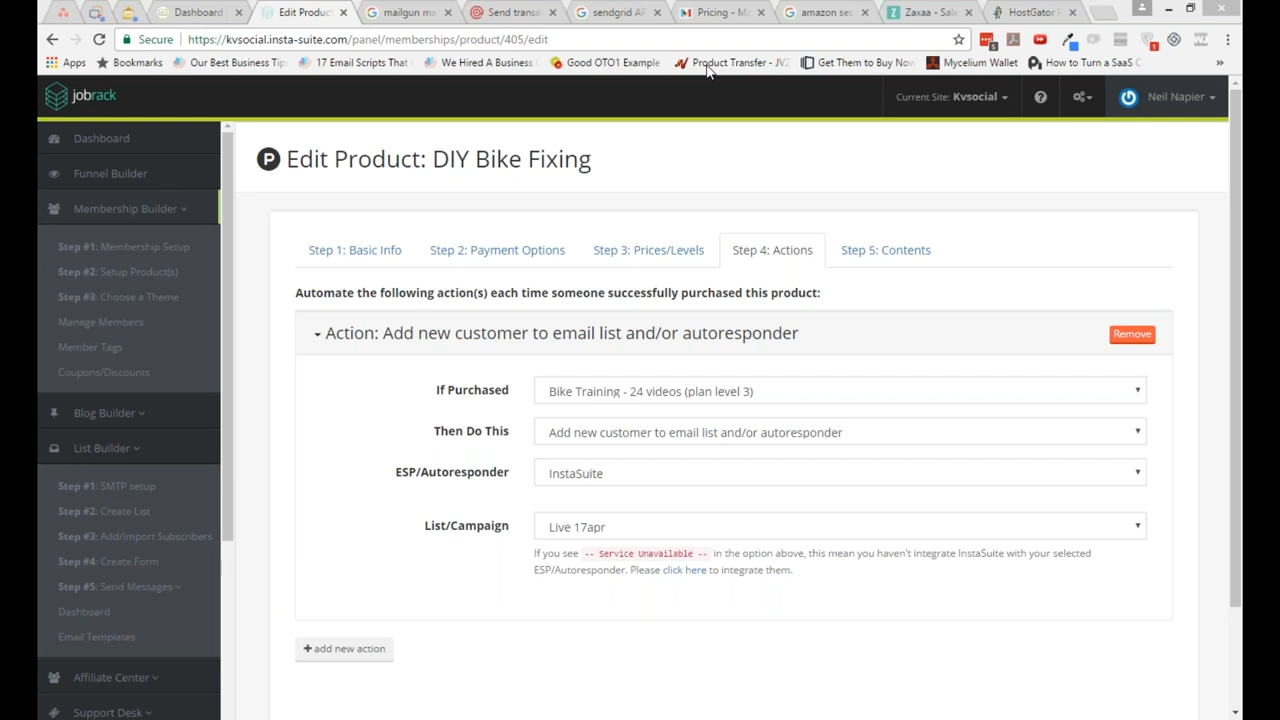 Dashboard
Edit Produc
mailgun ma
Send transa
sendgrid AP
Pricing - Ma
amazon ses
Zaxaa - Sale
HostGator P
Secure
https://kvsocial.insta-suite.com/panel/memberships/product/405/edit
Apps
Bookmarks
Our Best Business Tip
17 Email Scripts That
We Hired A Business
Good OTO1 Example
Product Transfer - JVZ
Get Them to Buy Now
Mycelium Wallet
How to Turn a SaaS C
»
jobrack
Current Site: Kvsocial
Neil Napier
Dashboard
Funnel Builder
Membership Builder
Step #1: Membership Setup
Step #2: Setup Product(s)
Step #3: Choose a Theme
Manage Members
Member Tags
Coupons/Discounts
Blog Builder
List Builder
Step #1: SMTP setup
Step #2: Create List
Step #3: Add/Import Subscribers
Step #4: Create Form
Step #5: Send Messages
Dashboard
Email Templates
Affiliate Center
Support Desk
P Edit Product: DIY Bike Fixing
Step 1: Basic Info
Step 2: Payment Options
Step 3: Prices/Levels
Step 4: Actions
Step 5: Contents
Automate the following action(s) each time someone successfully purchased this product:
Action: Add new customer to email list and/or autoresponder
Remove
If Purchased
Bike Training - 24 videos (plan level 3)
Then Do This
Add new customer to email list and/or autoresponder
ESP/Autoresponder
InstaSuite
List/Campaign
Live 17apr
If you see -- Service Unavailable -- in the option above, this mean you haven't integrate InstaSuite with your selected
ESP/Autoresponder. Please click here to integrate them.
+ add new action